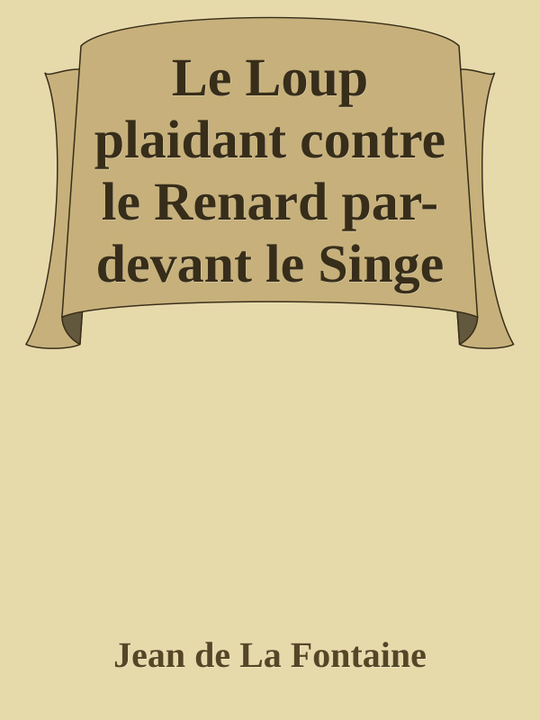 Le Loup
plaidant contre
le Renard par-
devant le Singe
Jean de La Fontaine